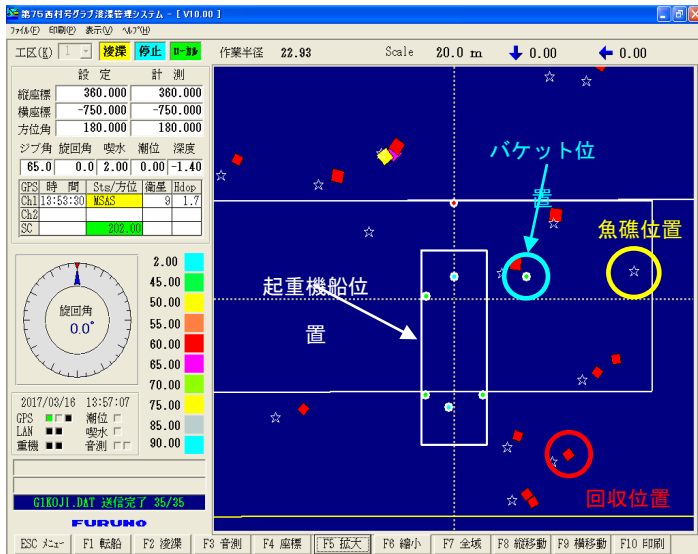 第75西村号グラブ浚渫管理システム - [ V10.00 ]
ファイル(F) 印刷(P) 表示(V) ヘルプ(H)
工区(K) 1 浚渫 停止 ローカル 作業半径 22.93 Scale 20.0 m 0.00 0.00
設 定 計 測
縦座標 360.000 360.000
横座標 -750.000 -750.000
方位角 180.000 180.000
ジブ角 旋回角 喫水 潮位 深度
65.0 0.0 2.00 0.00 -1.40
GPS 時 間 Sts/方位 衛星 Hdop
Ch1 13:53:30 MSAS 9 1.7
Ch2
SC 202.00
バケット位
置
魚礁位置
起重機船位
置
回収位置
旋回角
0.0°
2.00
45.00
50.00
55.00
60.00
65.00
70.00
75.00
85.00
90.00
2017/03/16 13:57:07
GPS 潮位
LAN 喫水
重機 音測
G1KOJI.DAT 送信完了 35/35
FURUNO
ESC メニュー F1 転船 F2 浚渫 F3 音測 F4 座標 F5 拡大 F6 縮小 F7 全域 F8 縦移動 F9 横移動 F10 印刷